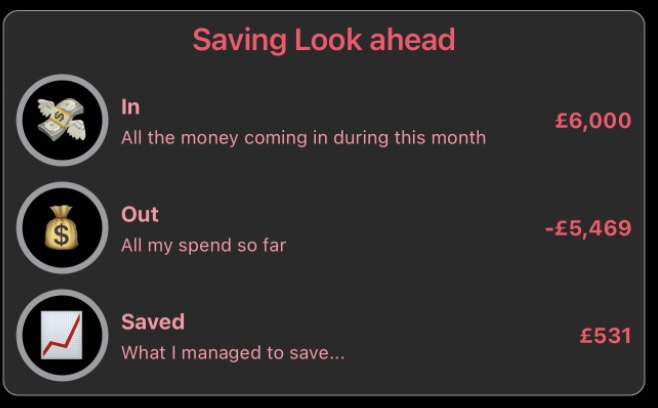 Saving Look ahead
In
All the money coming in during this month
£6,000
Out
All my spend so far
-£5,469
Saved
What I managed to save...
£531